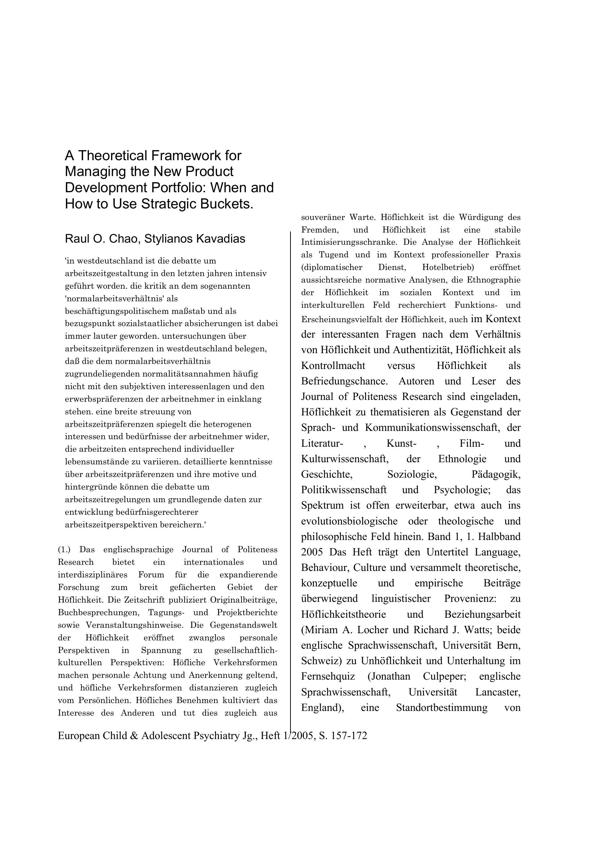 A Theoretical Framework for
Managing the New Product
Development Portfolio: When and
How to Use Strategic Buckets.
Raul O. Chao, Stylianos Kavadias
'in westdeutschland ist die debatte um
arbeitszeitgestaltung in den letzten jahren intensiv
geführt worden. die kritik an dem sogenannten
'normalarbeitsverhältnis' als
beschäftigungspolitischem maßstab und als
bezugspunkt sozialstaatlicher absicherungen ist dabei
immer lauter geworden. untersuchungen über
arbeitszeitpräferenzen in westdeutschland belegen,
daß die dem normalarbeitsverhältnis
zugrundeliegenden normalitätsannahmen häufig
nicht mit den subjektiven interessenlagen und den
erwerbspräferenzen der arbeitnehmer in einklang
stehen. eine breite streuung von
arbeitszeitpräferenzen spiegelt die heterogenen
interessen und bedürfnisse der arbeitnehmer wider,
die arbeitzeiten entsprechend individueller
lebensumstände zu variieren. detaillierte kenntnisse
über arbeitszeitpräferenzen und ihre motive und
hintergründe können die debatte um
arbeitszeitregelungen um grundlegende daten zur
entwicklung bedürfnisgerechterer
arbeitszeitperspektiven bereichern.'
(1.) Das englischsprachige Journal of Politeness
Research bietet ein internationales und
interdisziplinäres Forum für die expandierende
Forschung zum breit gefächerten Gebiet der
Höflichkeit. Die Zeitschrift publiziert Originalbeiträge,
Buchbesprechungen, Tagungs- und Projektberichte
sowie Veranstaltungshinweise. Die Gegenstandswelt
der Höflichkeit eröffnet zwanglos personale
Perspektiven in Spannung zu gesellschaftlich-
kulturellen Perspektiven: Höfliche Verkehrsformen
machen personale Achtung und Anerkennung geltend,
und höfliche Verkehrsformen distanzieren zugleich
vom Persönlichen. Höfliches Benehmen kultiviert das
Interesse des Anderen und tut dies zugleich aus
souveräner Warte. Höflichkeit ist die Würdigung des
Fremden, und Höflichkeit ist eine stabile
Intimisierungsschranke. Die Analyse der Höflichkeit
als Tugend und im Kontext professioneller Praxis
(diplomatischer Dienst, Hotelbetrieb) eröffnet
aussichtsreiche normative Analysen, die Ethnographie
der Höflichkeit im sozialen Kontext und im
interkulturellen Feld recherchiert Funktions- und
Erscheinungsvielfalt der Höflichkeit, auch im Kontext
der interessanten Fragen nach dem Verhältnis
von Höflichkeit und Authentizität, Höflichkeit als
Kontrollmacht versus Höflichkeit als
Befriedungschance. Autoren und Leser des
Journal of Politeness Research sind eingeladen,
Höflichkeit zu thematisieren als Gegenstand der
Sprach- und Kommunikationswissenschaft, der
Literatur- , Kunst- , Film- und
Kulturwissenschaft, der Ethnologie und
Geschichte, Soziologie, Pädagogik,
Politikwissenschaft und Psychologie; das
Spektrum ist offen erweiterbar, etwa auch ins
evolutionsbiologische oder theologische und
philosophische Feld hinein. Band 1, 1. Halbband
2005 Das Heft trägt den Untertitel Language,
Behaviour, Culture und versammelt theoretische,
konzeptuelle und empirische Beiträge
überwiegend linguistischer Provenienz: zu
Höflichkeitstheorie und Beziehungsarbeit
(Miriam A. Locher und Richard J. Watts; beide
englische Sprachwissenschaft, Universität Bern,
Schweiz) zu Unhöflichkeit und Unterhaltung im
Fernsehquiz (Jonathan Culpeper; englische
Sprachwissenschaft, Universität Lancaster,
England), eine Standortbestimmung von
European Child & Adolescent Psychiatry Jg., Heft 1/2005, S. 157-172